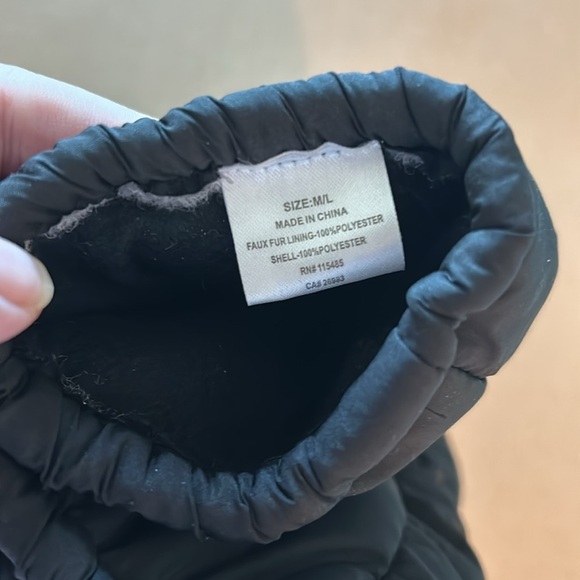 SIZE:M/L
MADE IN CHINA
FAUX FUR LINING-100%POLYESTER
SHELL-100%POLYESTER
RN# 115485
CA# 26993